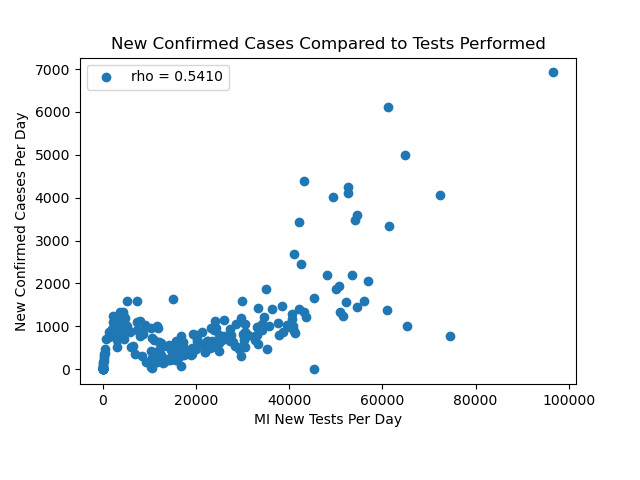 New Confirmed Cases Compared to Tests Performed
rho = 0.5410
7000
6000
5000
4000
3000
2000
1000
0
New Confirmed Caeses Per Day
0 20000 40000 60000 80000 100000
MI New Tests Per Day